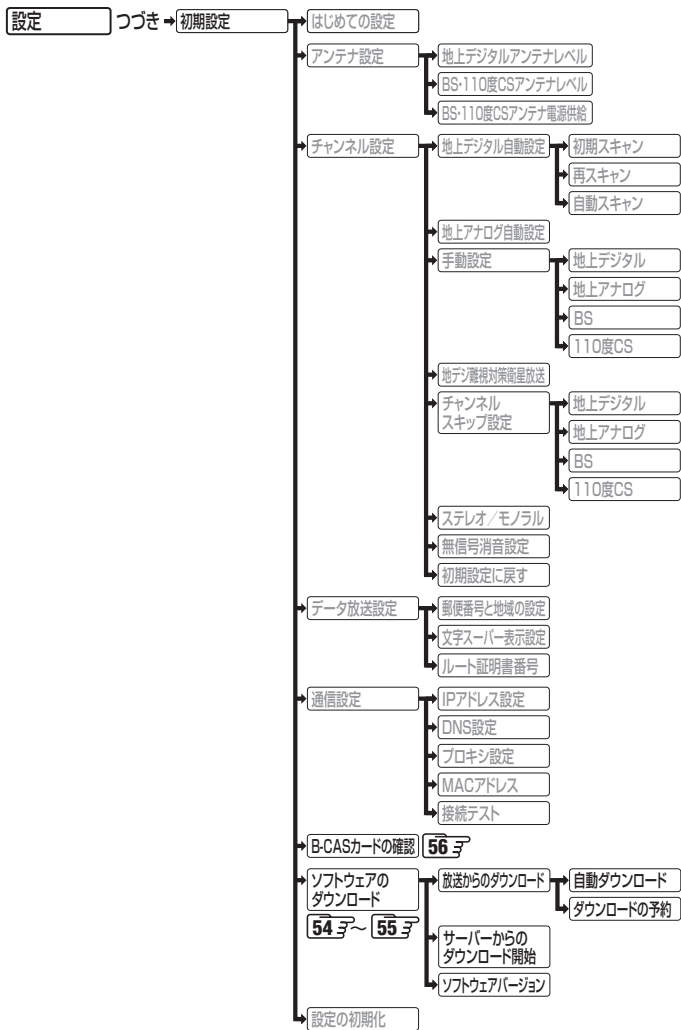 設定 つづき 初期設定 はじめての設定
アンテナ設定 地上デジタルアンテナレベル
BS・110度CSアンテナレベル
BS・110度CSアンテナ電源供給
チャンネル設定 地上デジタル自動設定 初期スキャン
再スキャン
自動スキャン
地上アナログ自動設定
手動設定 地上デジタル
地上アナログ
BS
110度CS
地デジ難視対策衛星放送
チャンネル
スキップ設定
地上デジタル
地上アナログ
BS
110度CS
ステレオ/モノラル
無信号消音設定
初期設定に戻す
データ放送設定 郵便番号と地域の設定
文字スーパー表示設定
ルート証明書番号
通信設定 IPアドレス設定
DNS設定
プロキシ設定
MACアドレス
接続テスト
B-CASカードの確認 56
ソフトウェアの
ダウンロード
54 ~ 55
放送からのダウンロード 自動ダウンロード
ダウンロードの予約
サーバーからの
ダウンロード開始
ソフトウェアバージョン
設定の初期化